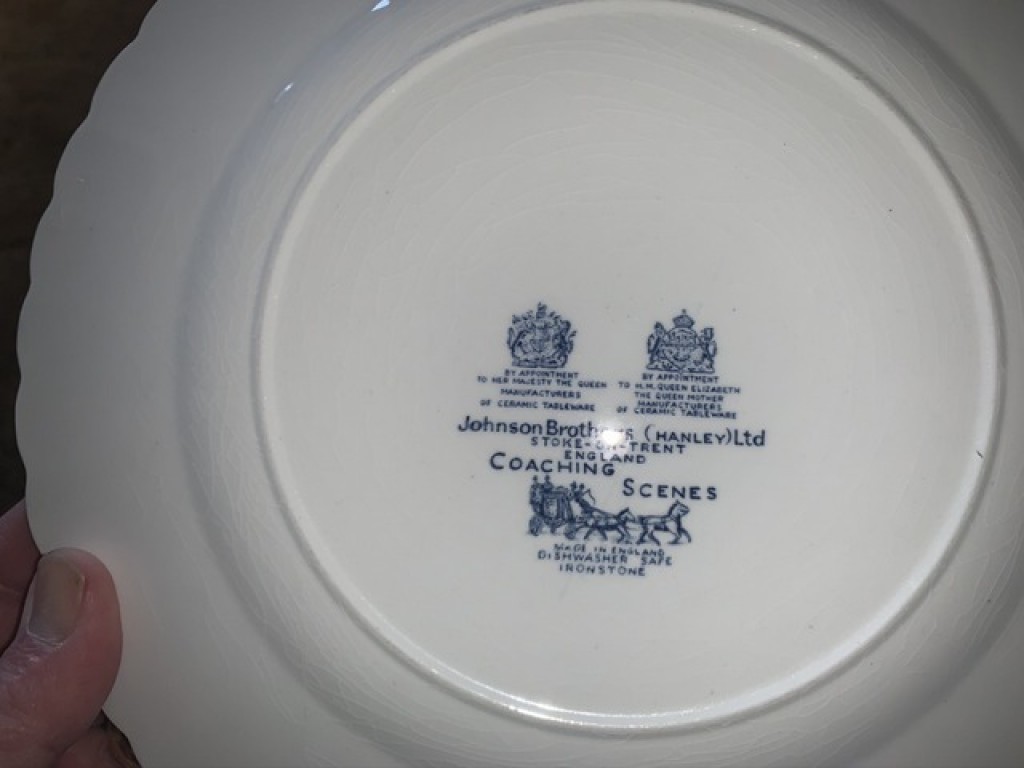 BY APPOINTMENT
TO HER MAJESTY THE QUEEN
MANUFACTURERS
OF CERAMIC TABLEWARE
BY APPOINTMENT
TO H.M. QUEEN ELIZABETH
THE QUEEN MOTHER
MANUFACTURERS
OF CERAMIC TABLEWARE
Johnson Brothers (HANLEY) Ltd
STOKE-ON-TRENT
ENGLAND
COACHING
SCENES
MADE IN ENGLAND
DISHWASHER SAFE
IRONSTONE